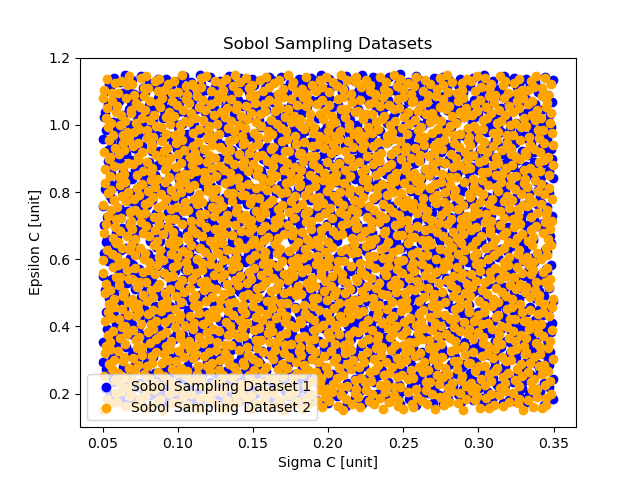 Sobol Sampling Datasets
1.2
1.0
0.8
0.6
0.4
0.2
Epsilon C [unit]
Sobol Sampling Dataset 1
Sobol Sampling Dataset 2
0.05 0.10 0.15 0.20 0.25 0.30 0.35
Sigma C [unit]